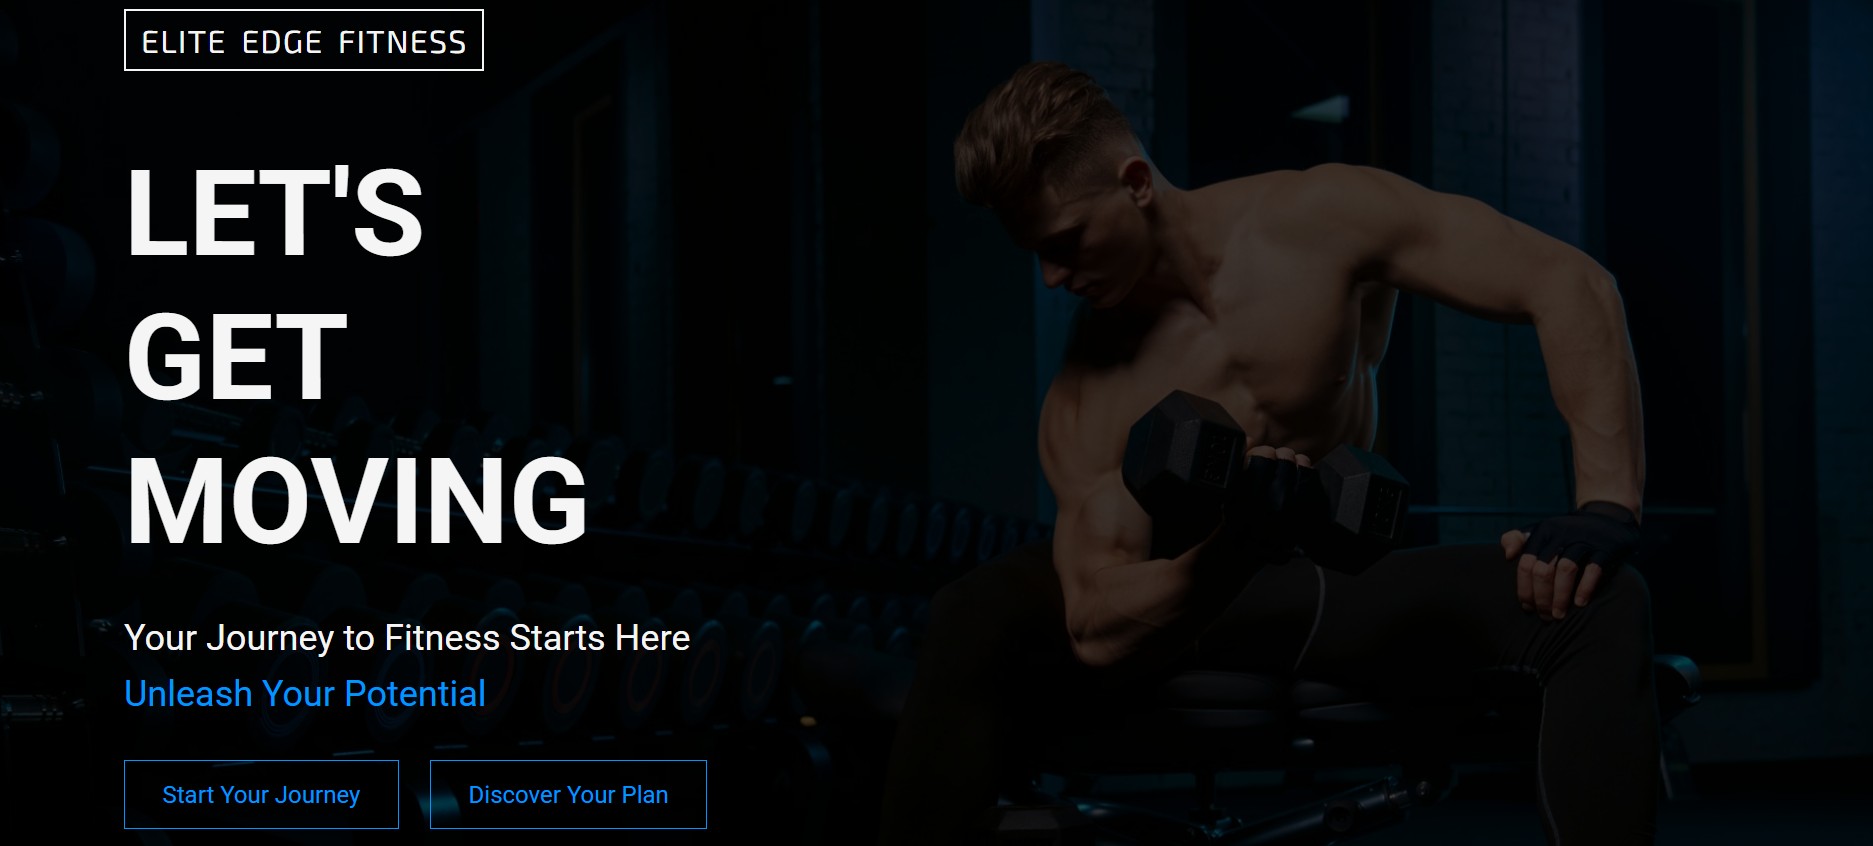 ELITE EDGE FITNESS
LET'S
GET
MOVING
Your Journey to Fitness Starts Here
Unleash Your Potential
Start Your Journey
Discover Your Plan